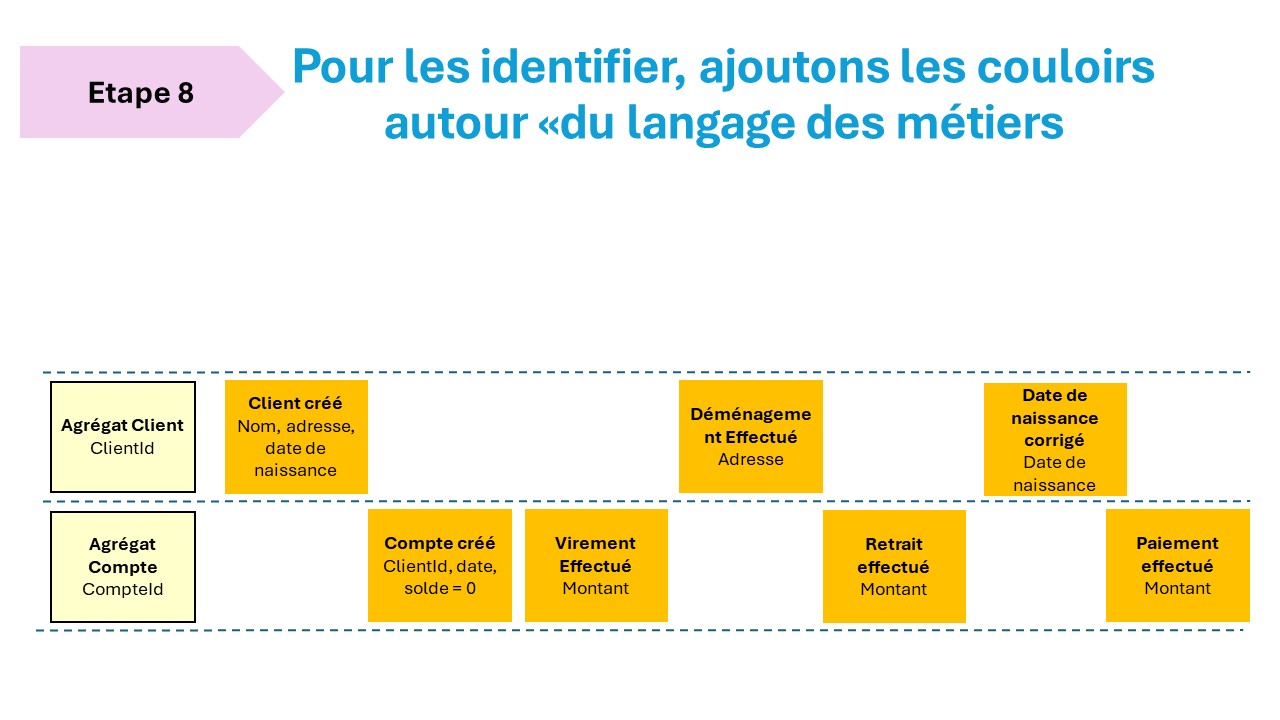 Etape 8
Pour les identifier, ajoutons les couloirs
autour «du langage des métiers
Agrégat Client
ClientId
Client créé
Nom, adresse,
date de
naissance
Déménageme
nt Effectué
Adresse
Date de
naissance
corrigé
Date de
naissance
Agrégat
Compte
CompteId
Compte créé
ClientId, date,
solde = 0
Virement
Effectué
Montant
Retrait
effectué
Montant
Paiement
effectué
Montant